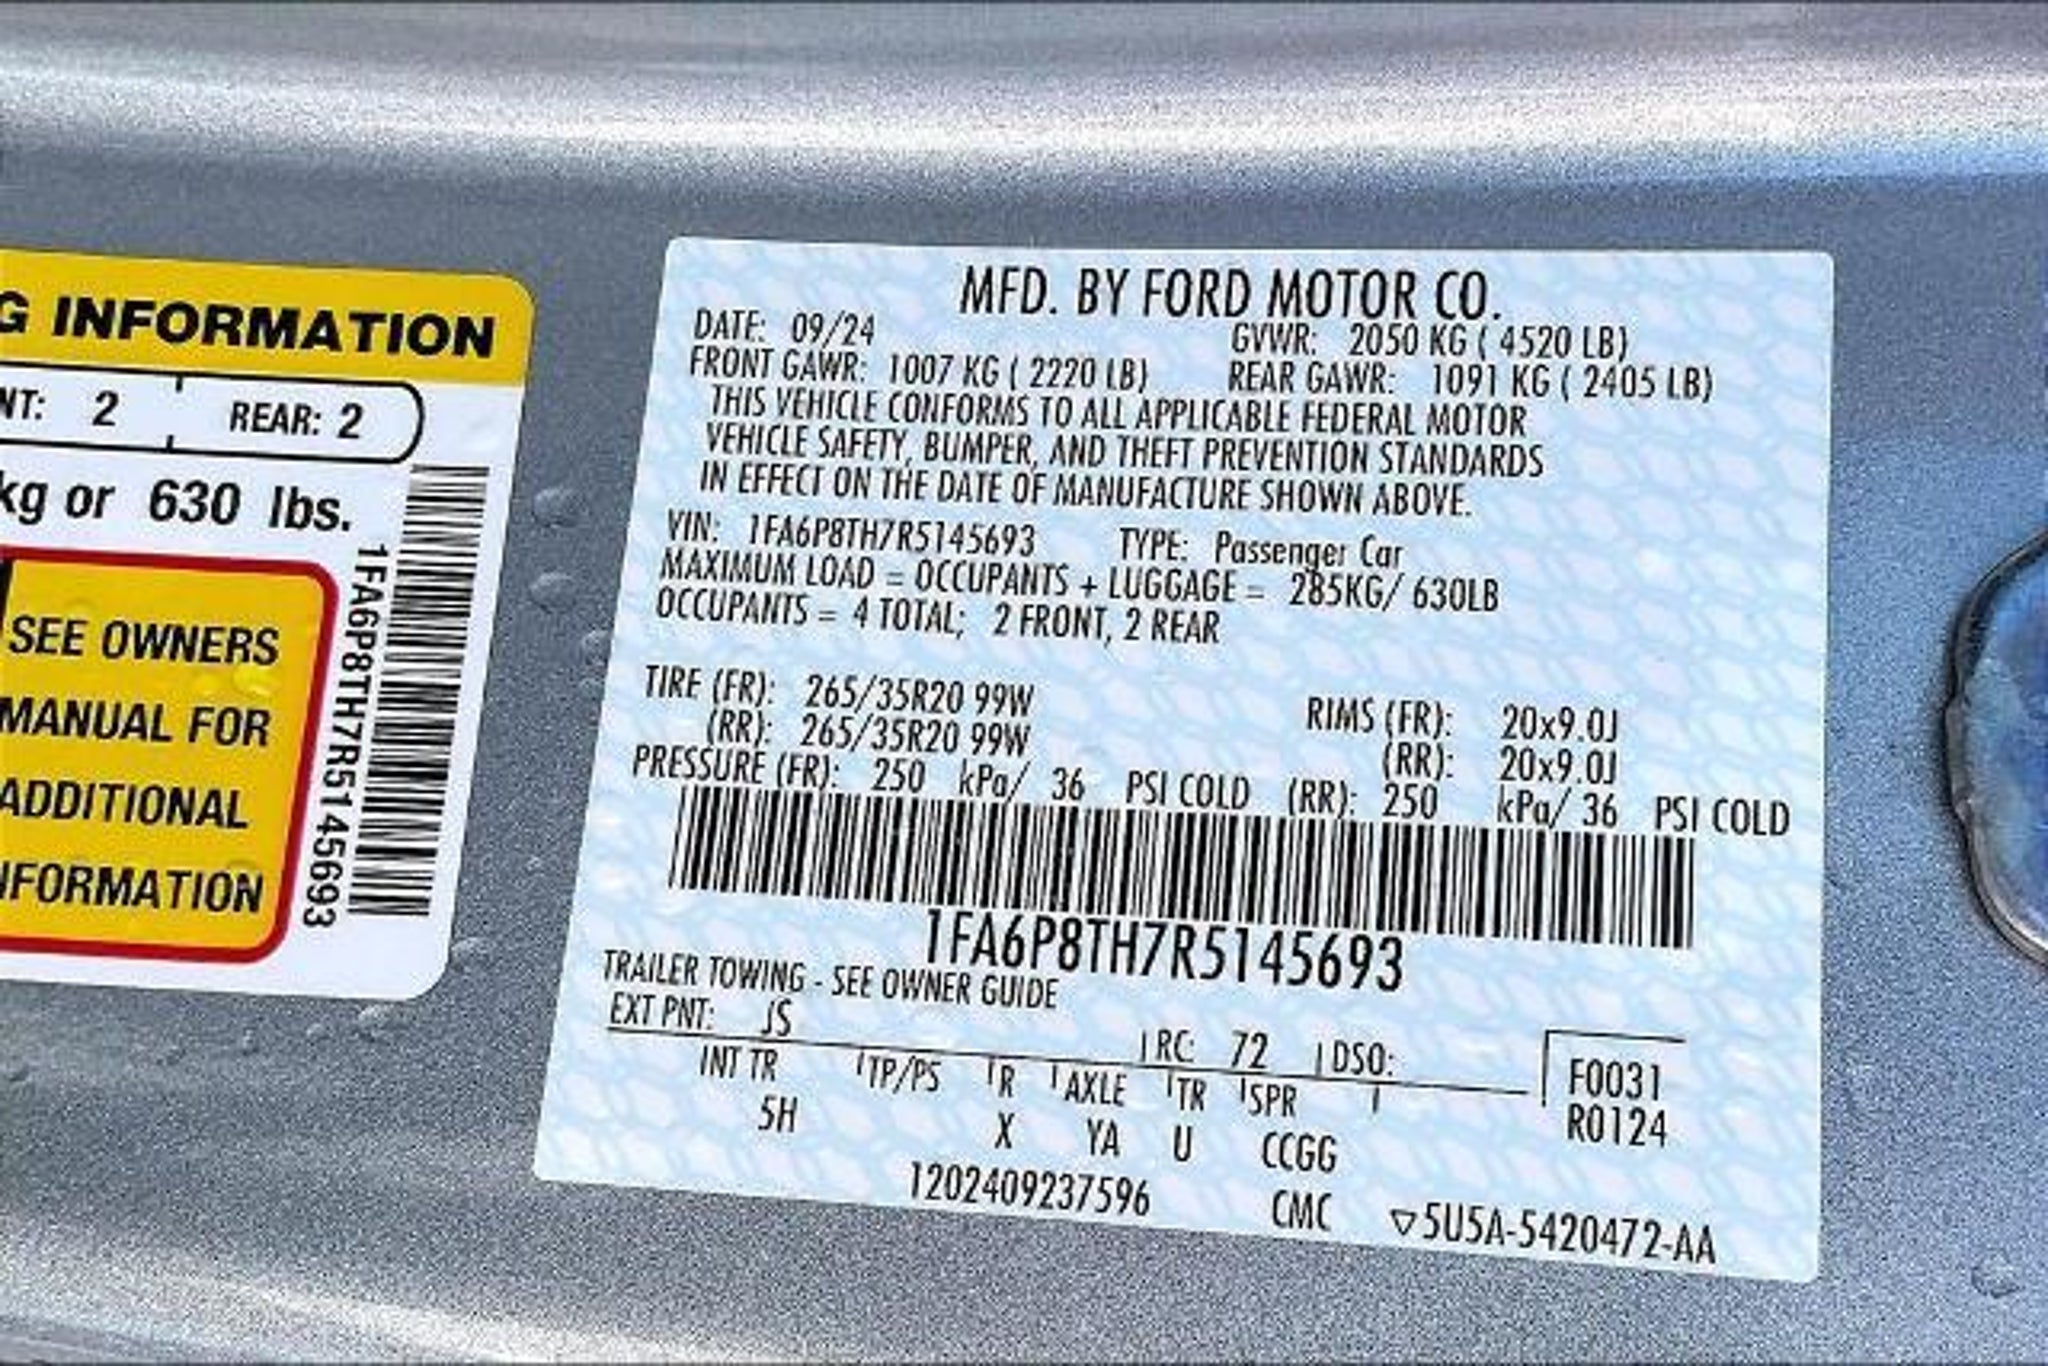 G INFORMATION
NT: 2 REAR: 2
kg or 630 lbs.
SEE OWNERS
MANUAL FOR
ADDITIONAL
NFORMATION
1FA6P8TH7R5145693
MFD. BY FORD MOTOR CO.
DATE: 09/24 GVWR: 2050 KG ( 4520 LB)
FRONT GAWR: 1007 KG ( 2220 LB) REAR GAWR: 1091 KG ( 2405 LB)
THIS VEHICLE CONFORMS TO ALL APPLICABLE FEDERAL MOTOR
VEHICLE SAFETY, BUMPER, AND THEFT PREVENTION STANDARDS
IN EFFECT ON THE DATE OF MANUFACTURE SHOWN ABOVE.
VIN: 1FA6P8TH7R5145693 TYPE: Passenger Car
MAXIMUM LOAD = OCCUPANTS + LUGGAGE = 285KG/ 630LB
OCCUPANTS = 4 TOTAL; 2 FRONT, 2 REAR
TIRE (FR): 265/35R20 99W RIMS (FR): 20x9.0J
(RR): 265/35R20 99W (RR): 20x9.0J
PRESSURE (FR): 250 kPa/ 36 PSI COLD (RR): 250 kPa/ 36 PSI COLD
1FA6P8TH7R5145693
TRAILER TOWING - SEE OWNER GUIDE
EXT PNT: JS RC: 72 DSO: F0031
INT TR TP/PS R AXLE TR SPR R0124
5H X YA U CCGG
1202409237596 CMC ▽5U5A-5420472-AA